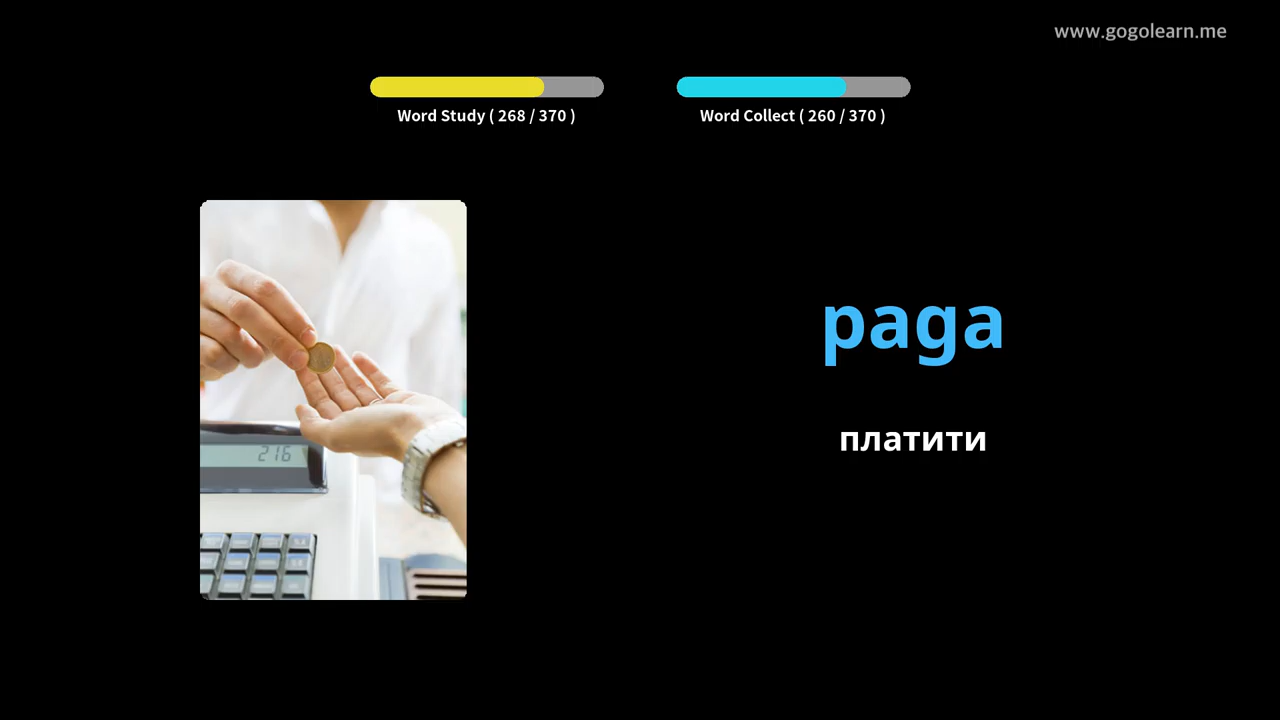 www.gogolearn.me
Word Study ( 268 / 370 )
Word Collect ( 260 / 370 )
216
paga
платити